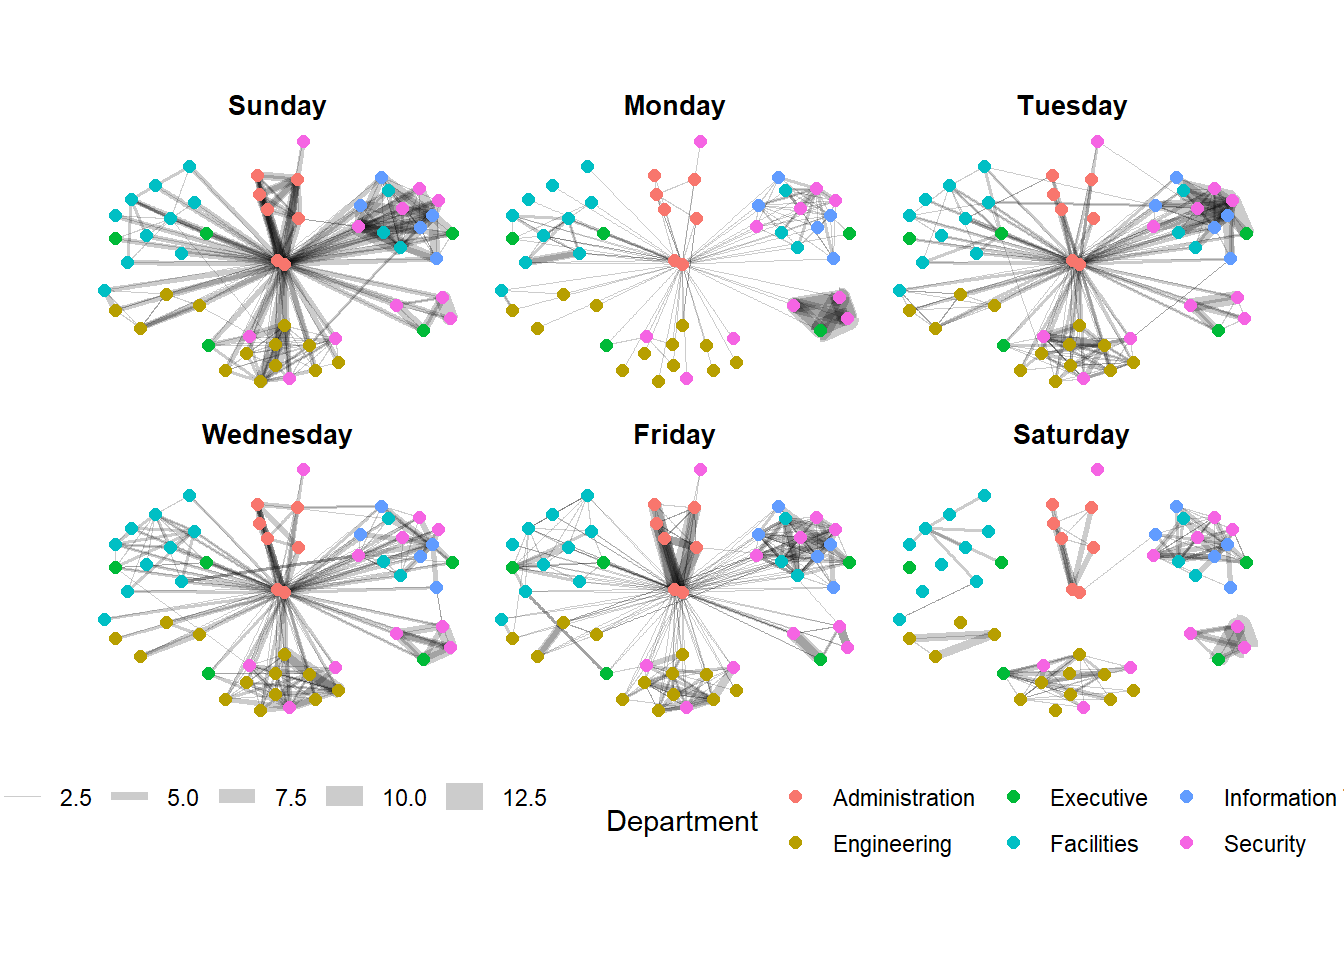 Sunday Monday Tuesday
Wednesday Friday Saturday
2.5 5.0 7.5 10.0 12.5
Department
Administration Executive Information
Engineering Facilities Security